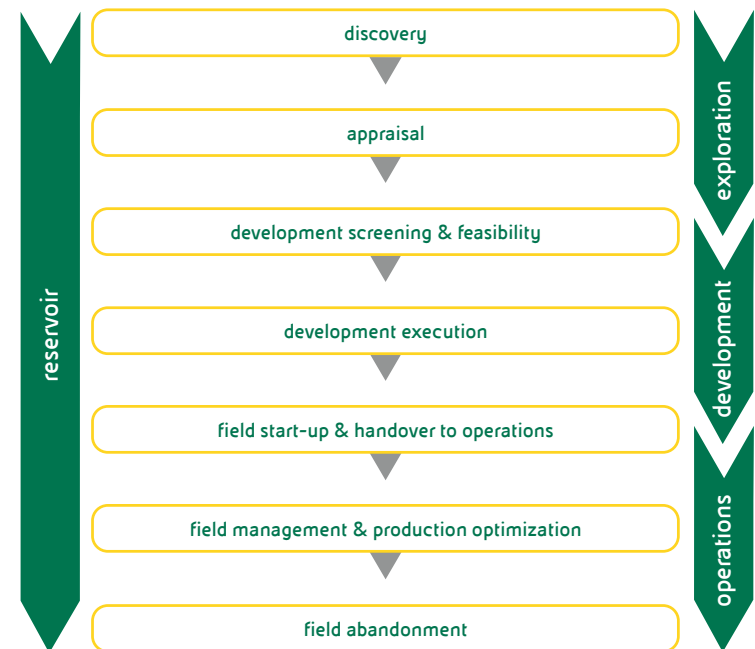 discovery
appraisal
development screening & feasibility
development execution
field start-up & handover to operations
field management & production optimization
field abandonment
reservoir
exploration
development
operations